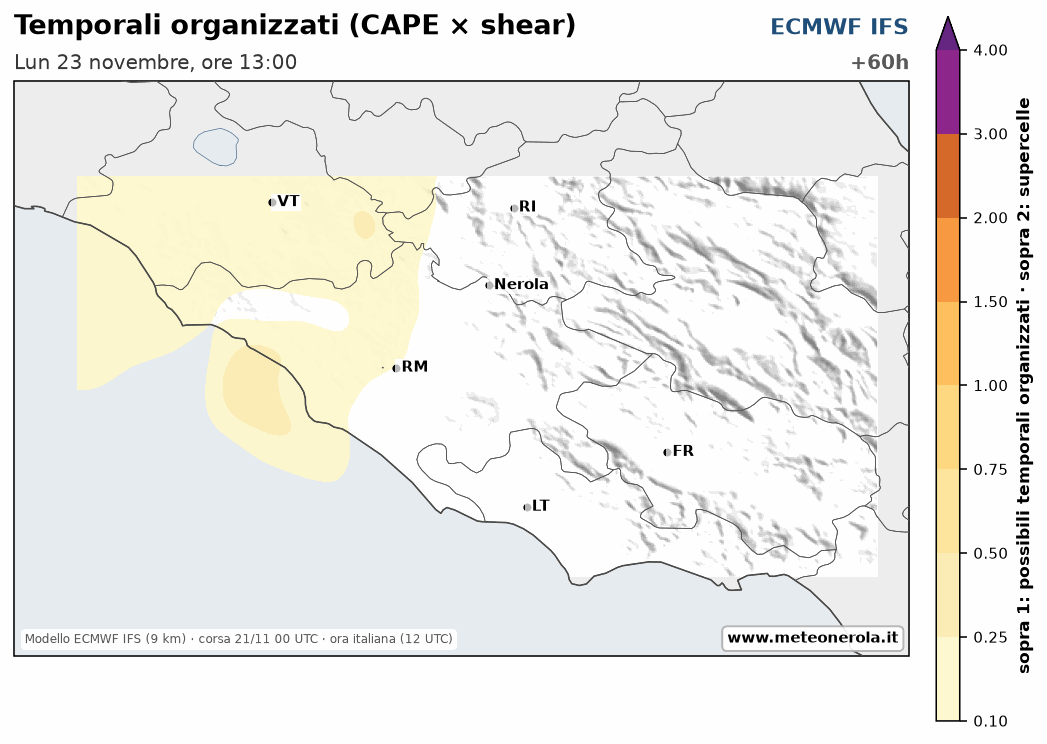 Temporali organizzati (CAPE × shear)
ECMWF IFS
Lun 23 novembre, ore 13:00
+60h
VT
RI
Nerola
RM
FR
LT
Modello ECMWF IFS (9 km) · corsa 21/11 00 UTC · ora italiana (12 UTC)
www.meteonerola.it
4.00
3.00
2.00
1.50
1.00
0.75
0.50
0.25
0.10
sopra 1: possibili temporali organizzati · sopra 2: supercelle